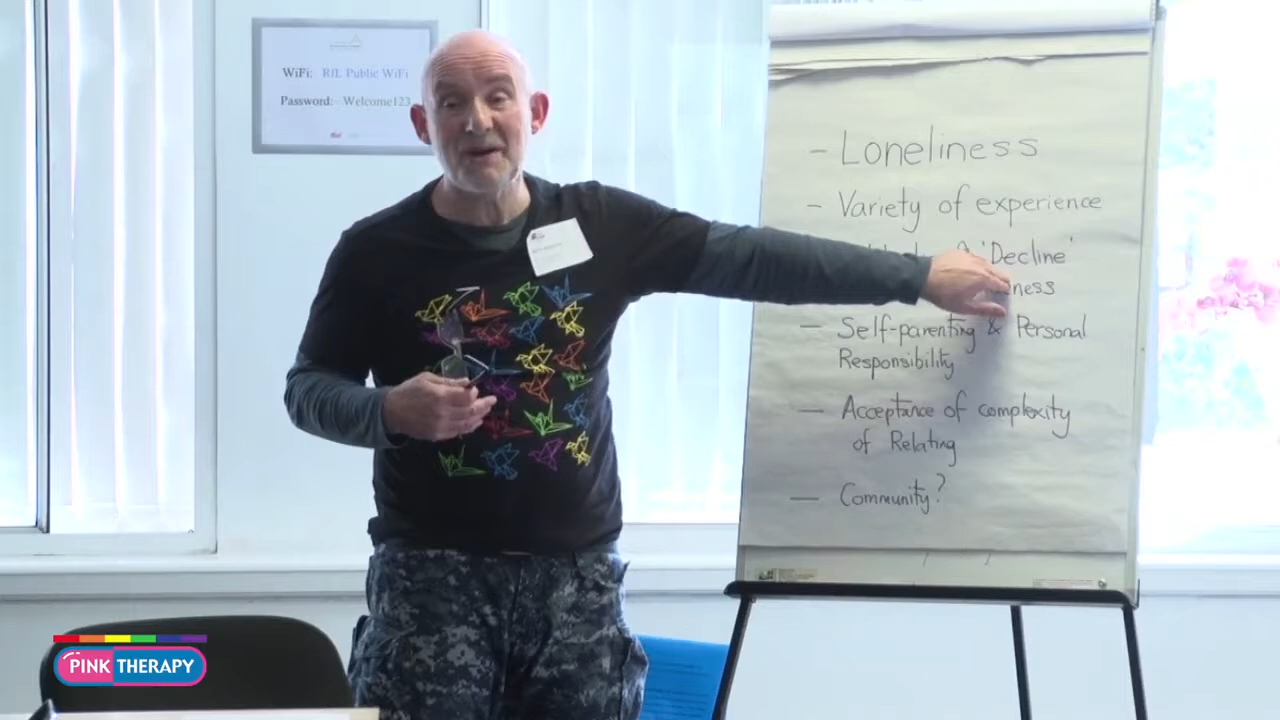 WiFi: RfL Public WiFi
Password:- Welcome123
- Loneliness
- Variety of experience
'Decline'
- Self-parenting & Personal
Responsibility
- Acceptance of complexity
of Relating
- Community?
PINK THERAPY